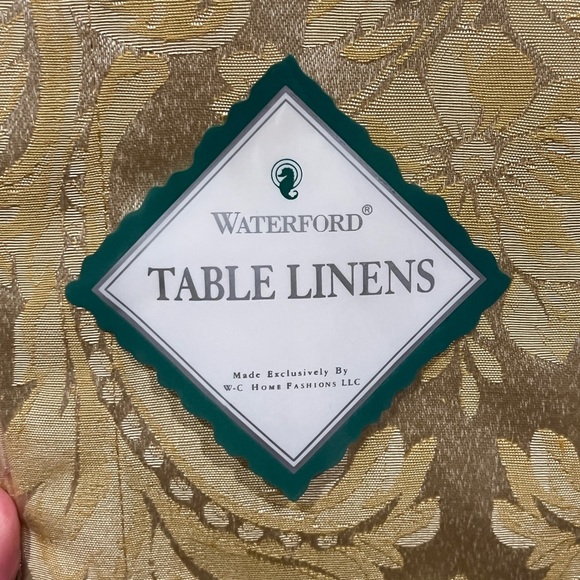 WATERFORD®
TABLE LINENS
Made Exclusively By
W-C HOME FASHIONS LLC